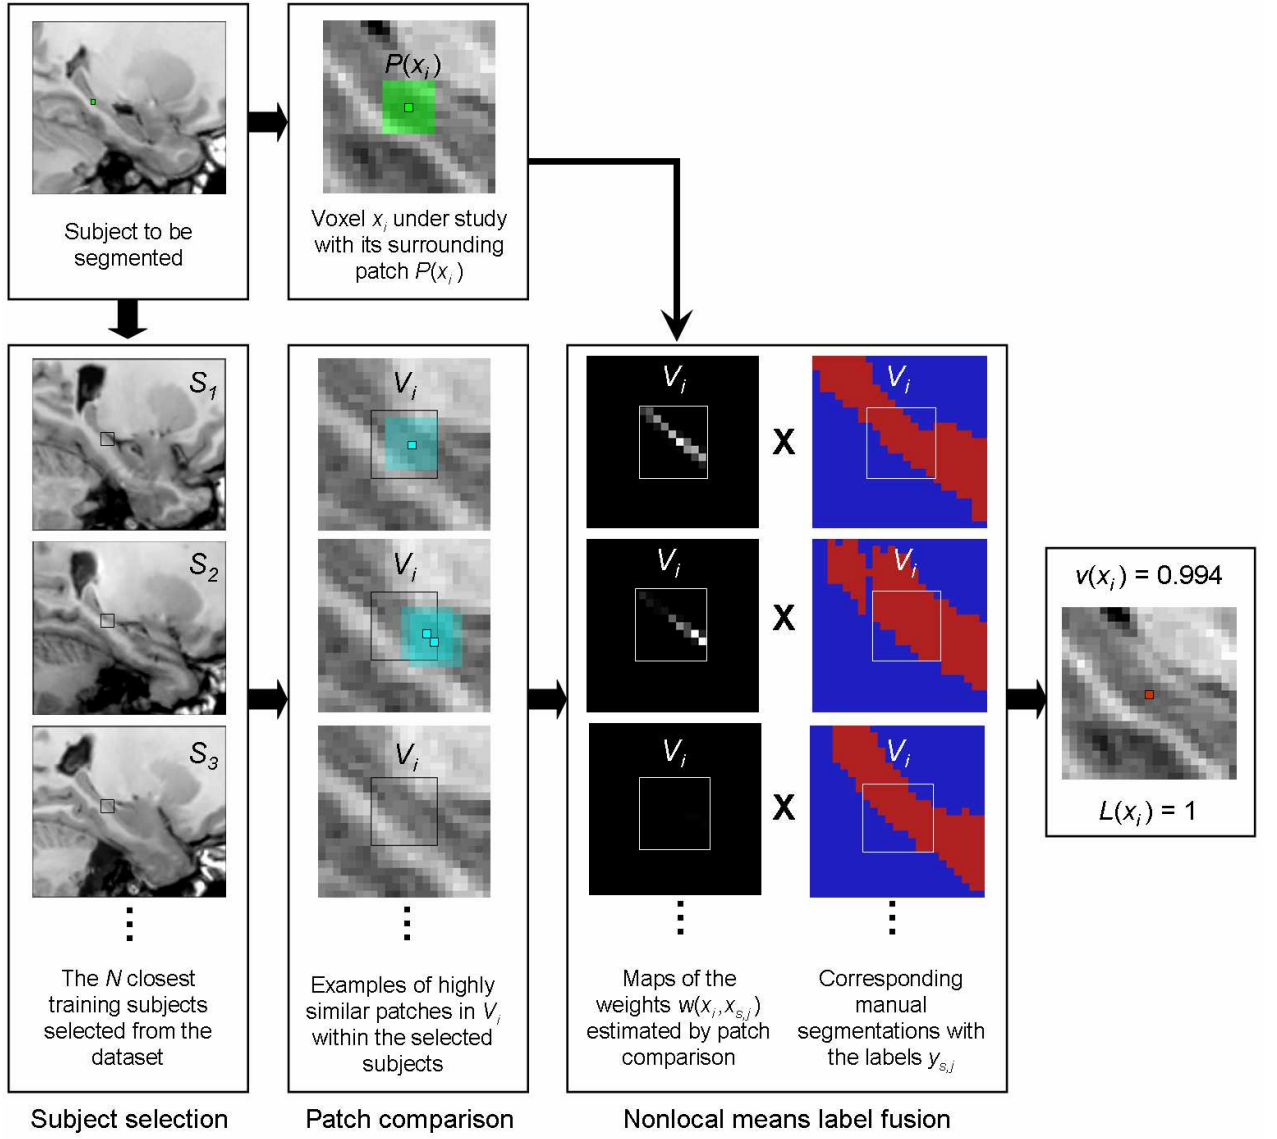 P(xᵢ)
Subject to be
segmented
Voxel xᵢ under study
with its surrounding
patch P(xᵢ)
S₁
S₂
S₃
⋮
The N closest
training subjects
selected from the
dataset
Vᵢ
Vᵢ
Vᵢ
⋮
Examples of highly
similar patches in Vᵢ
within the selected
subjects
Vᵢ X Vᵢ
Vᵢ X Vᵢ
Vᵢ X Vᵢ
⋮ ⋮
Maps of the
weights w(xᵢ,xₛ,ⱼ)
estimated by patch
comparison
Corresponding
manual
segmentations with
the labels yₛ,ⱼ
v(xᵢ) = 0.994
L(xᵢ) = 1
Subject selection
Patch comparison
Nonlocal means label fusion